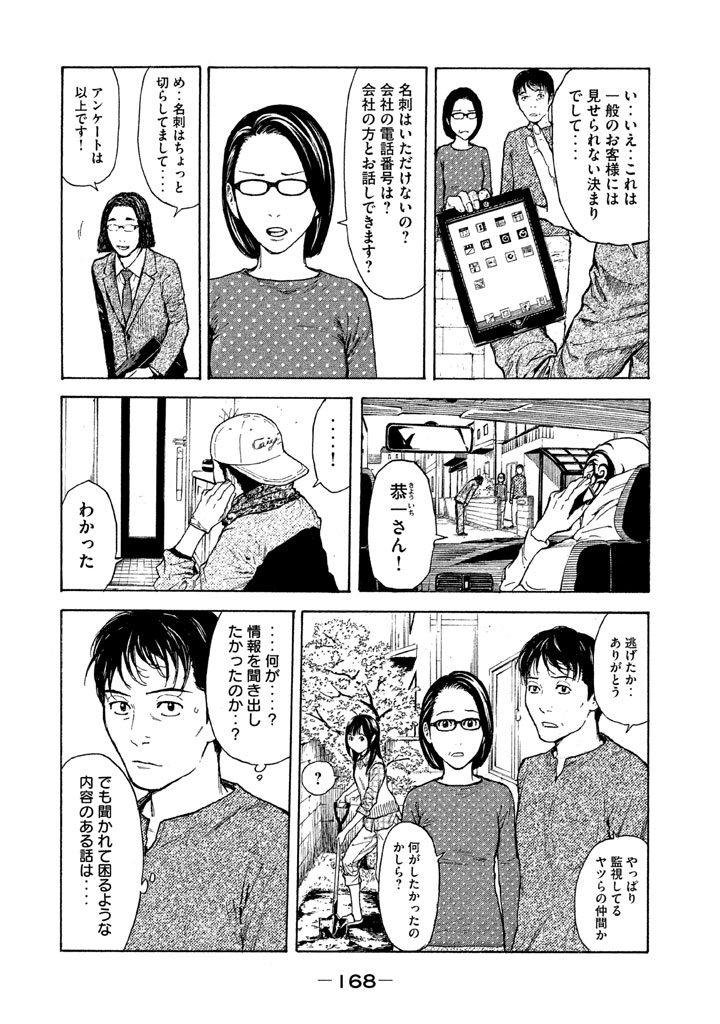 い‥いえ‥これは
一般のお客様には
見せられない決まり
でして‥‥
名刺はいただけないの？
会社の電話番号は？
会社の方とお話しできます？
め‥名刺はちょっと
切らしてまして‥‥
アンケートは
以上です！
恭一さん！
きょういち
‥‥！
わかった
逃げたか‥
ありがとう
やっぱり
監視してる
ヤツらの仲間か
何がしたかったの
かしら？
？
‥‥何が‥‥？
情報を聞き出し
たかったのか‥？
でも聞かれて困るような
内容のある話は‥‥
—168—